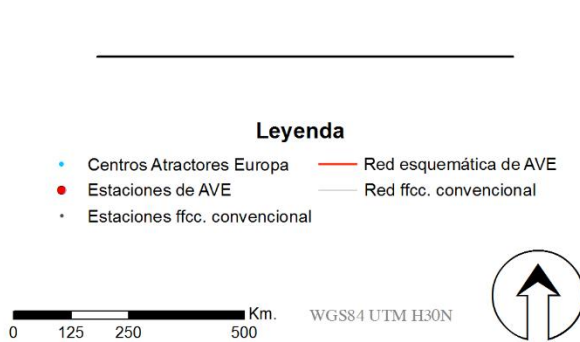 Leyenda
Centros Atractores Europa
Red esquemática de AVE
Estaciones de AVE
Red ffcc. convencional
Estaciones ffcc. convencional
Km.
0 125 250 500
WGS84 UTM H30N